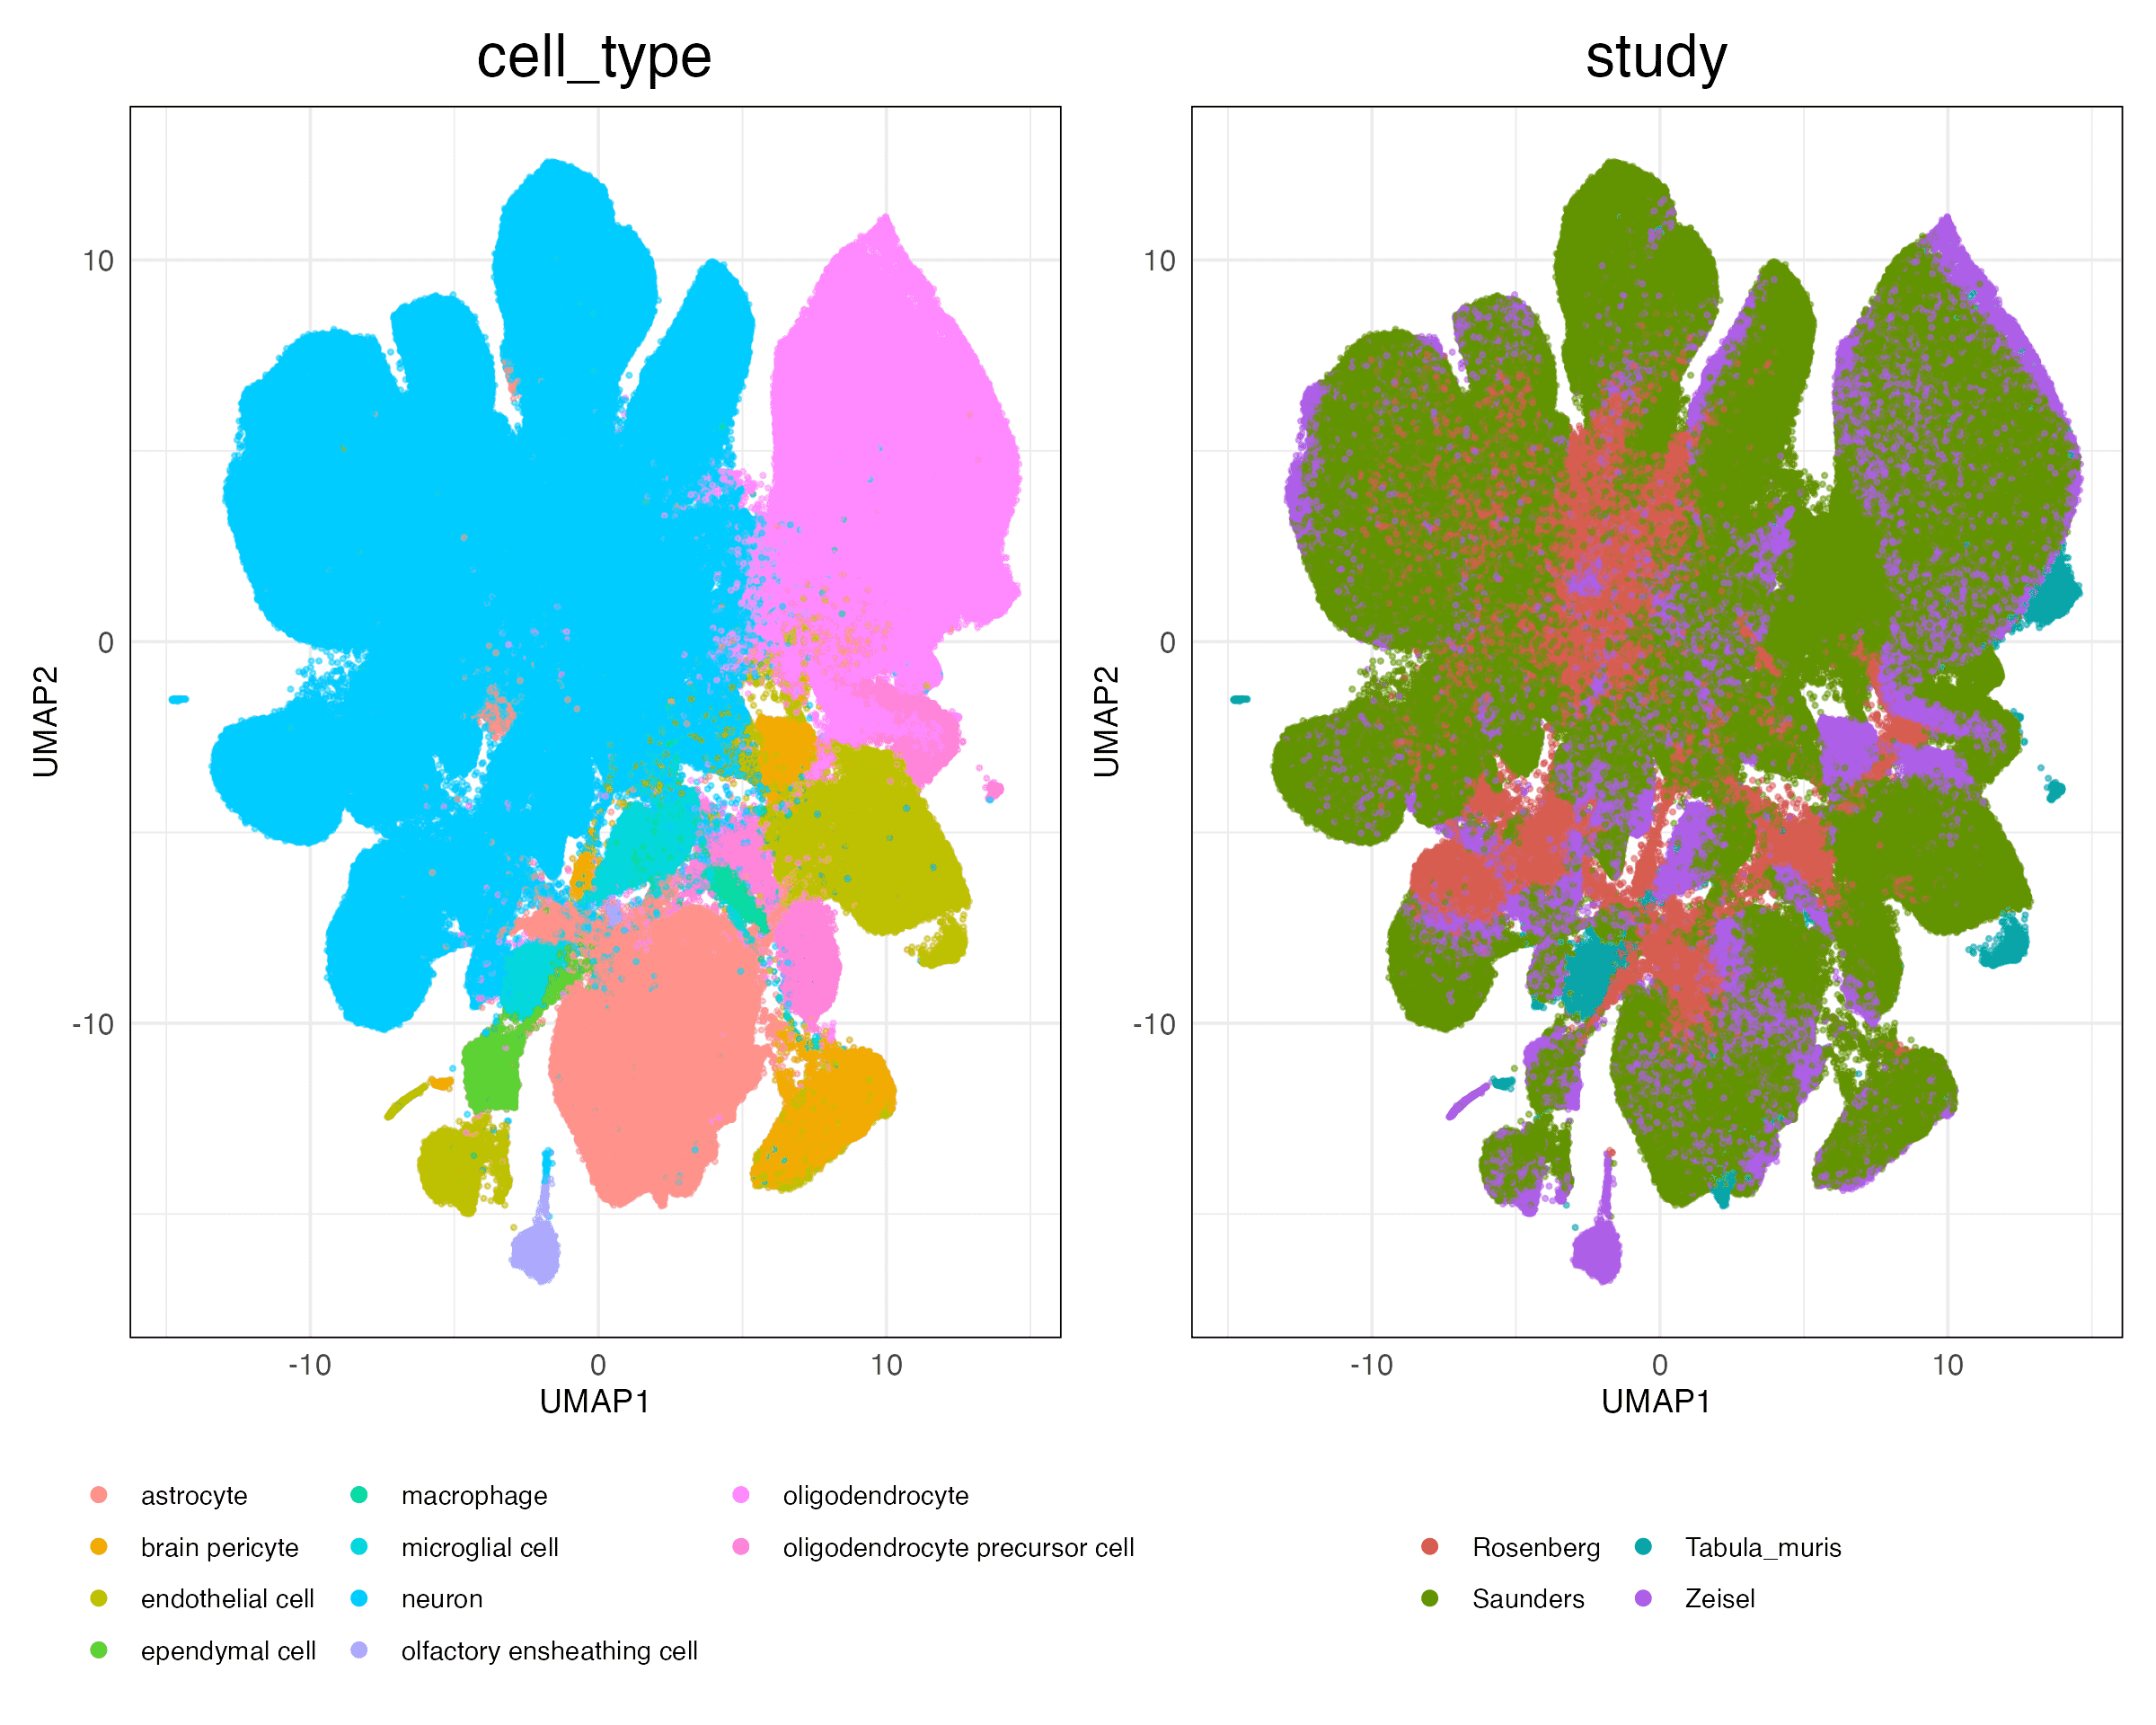 cell_type
study
10
0
-10
UMAP2
-10
0
10
UMAP1
10
0
-10
UMAP2
-10
0
10
UMAP1
astrocyte
brain pericyte
endothelial cell
ependymal cell
macrophage
microglial cell
neuron
olfactory ensheathing cell
oligodendrocyte
oligodendrocyte precursor cell
Rosenberg
Saunders
Tabula_muris
Zeisel